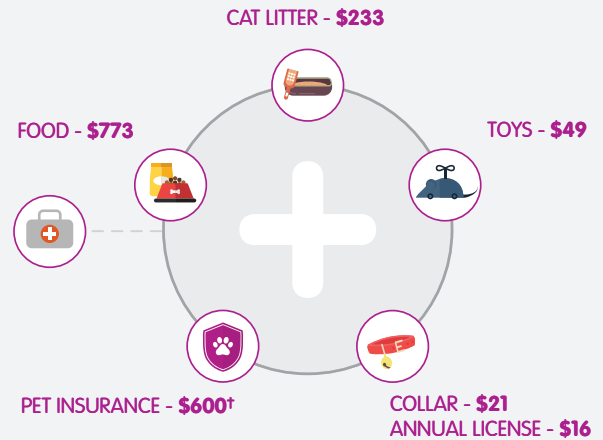 CAT LITTER - $233
FOOD - $773
TOYS - $49
PET INSURANCE - $600†
COLLAR - $21
ANNUAL LICENSE - $16